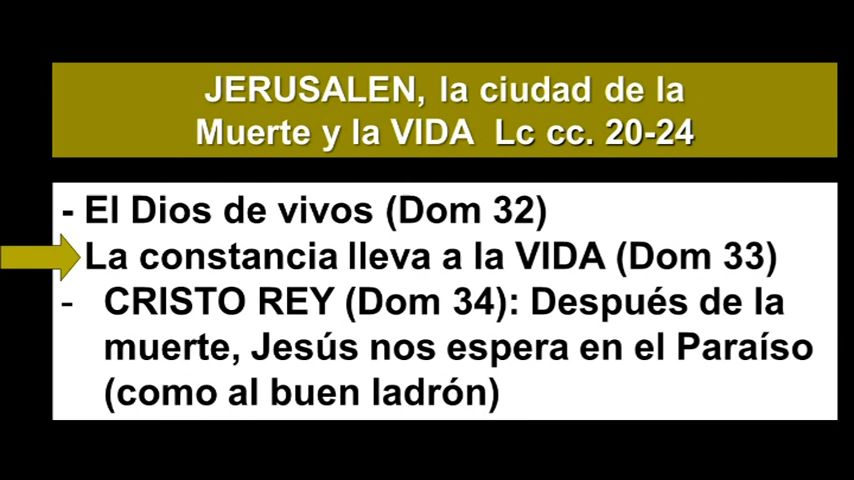 JERUSALEN, la ciudad de la
Muerte y la VIDA Lc cc. 20-24
- El Dios de vivos (Dom 32)
La constancia lleva a la VIDA (Dom 33)
- CRISTO REY (Dom 34): Después de la
muerte, Jesús nos espera en el Paraíso
(como al buen ladrón)